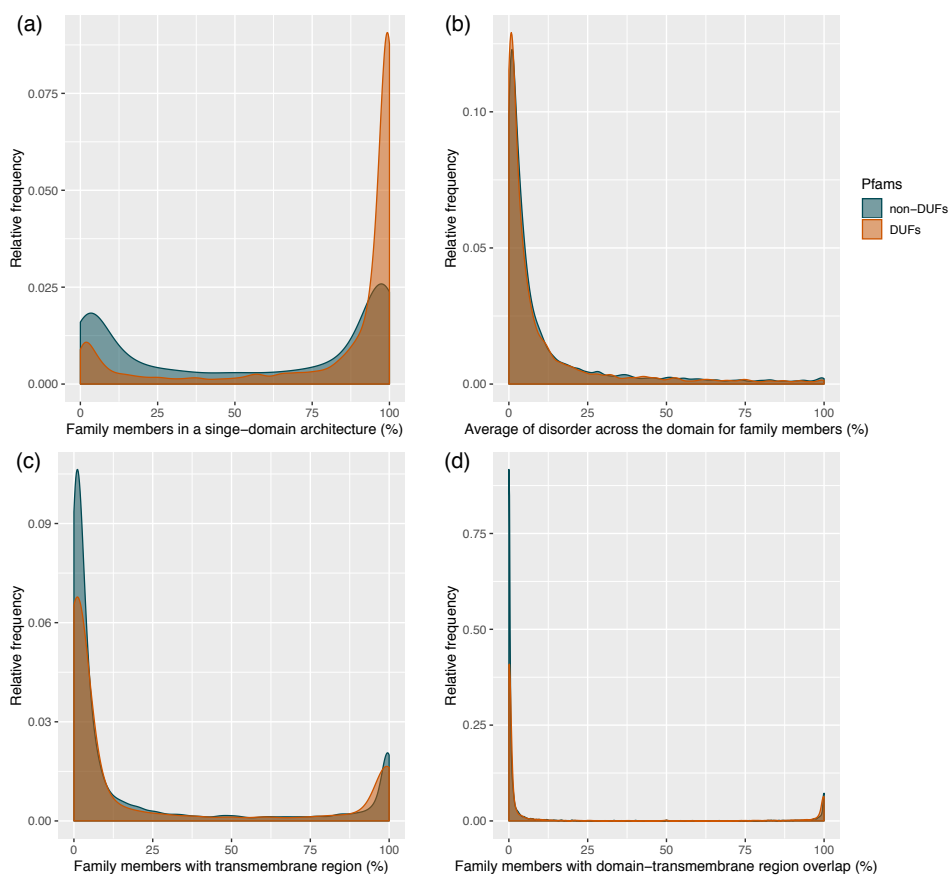 (a)
Relative frequency
0.075
0.050
0.025
0.000
0
25
50
75
100
Family members in a singe-domain architecture (%)
(b)
Relative frequency
0.10
0.05
0.00
0
25
50
75
100
Average of disorder across the domain for family members (%)
Pfams
non-DUFs
DUFs
(c)
Relative frequency
0.09
0.06
0.03
0.00
0
25
50
75
100
Family members with transmembrane region (%)
(d)
Relative frequency
0.75
0.50
0.25
0.00
0
25
50
75
100
Family members with domain-transmembrane region overlap (%)